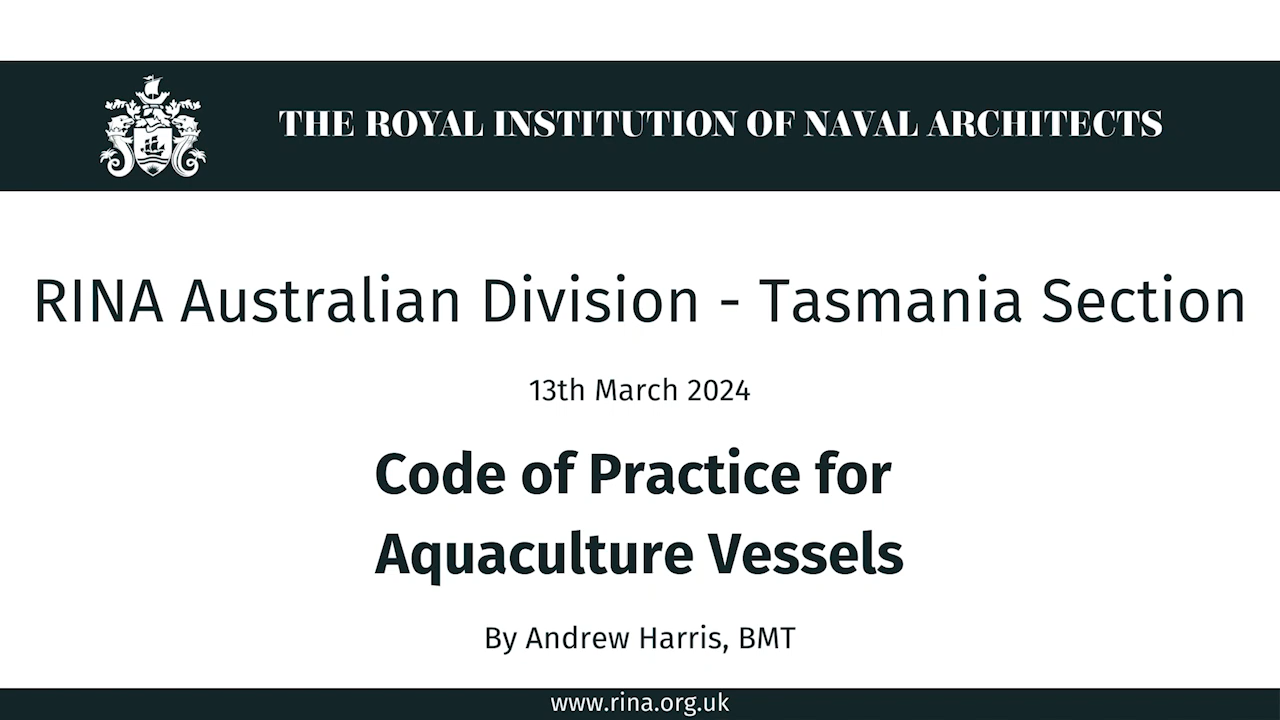 THE ROYAL INSTITUTION OF NAVAL ARCHITECTS
RINA Australian Division - Tasmania Section
13th March 2024
Code of Practice for
Aquaculture Vessels
By Andrew Harris, BMT
www.rina.org.uk